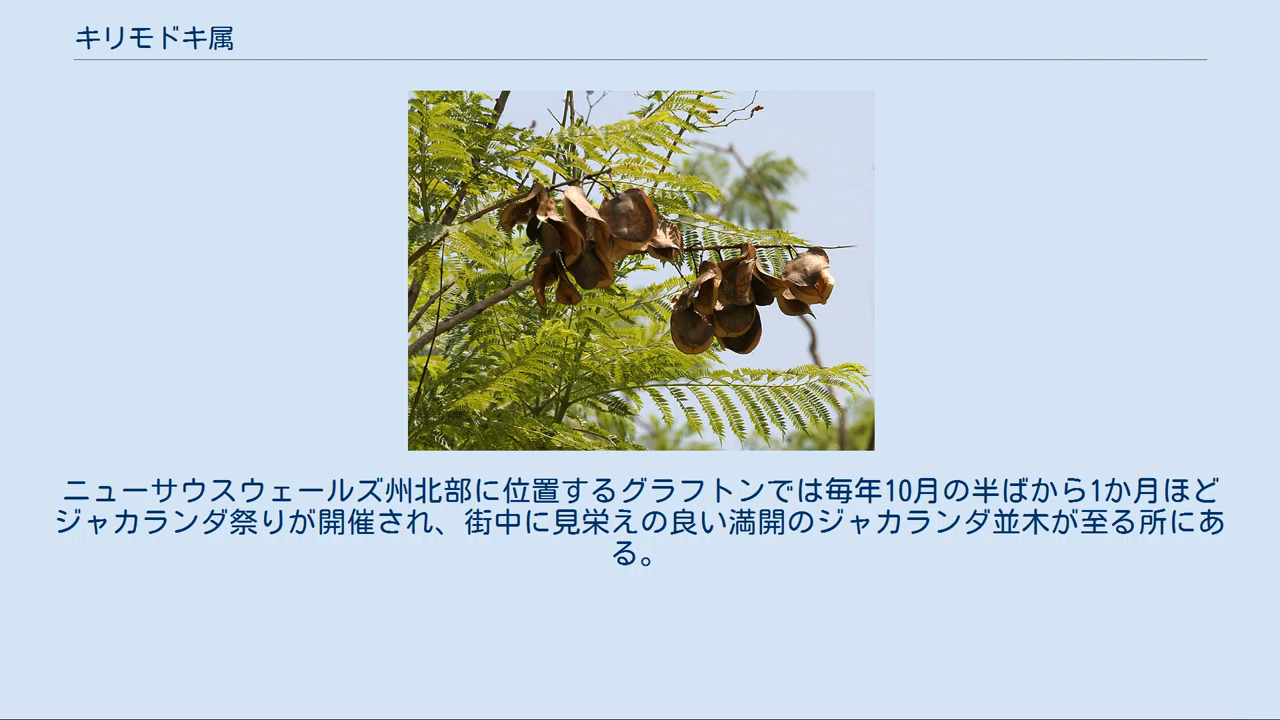 キリモドキ属
ニューサウスウェールズ州北部に位置するグラフトンでは毎年10月の半ばから1か月ほど
ジャカランダ祭りが開催され、街中に見栄えの良い満開のジャカランダ並木が至る所にあ
る。